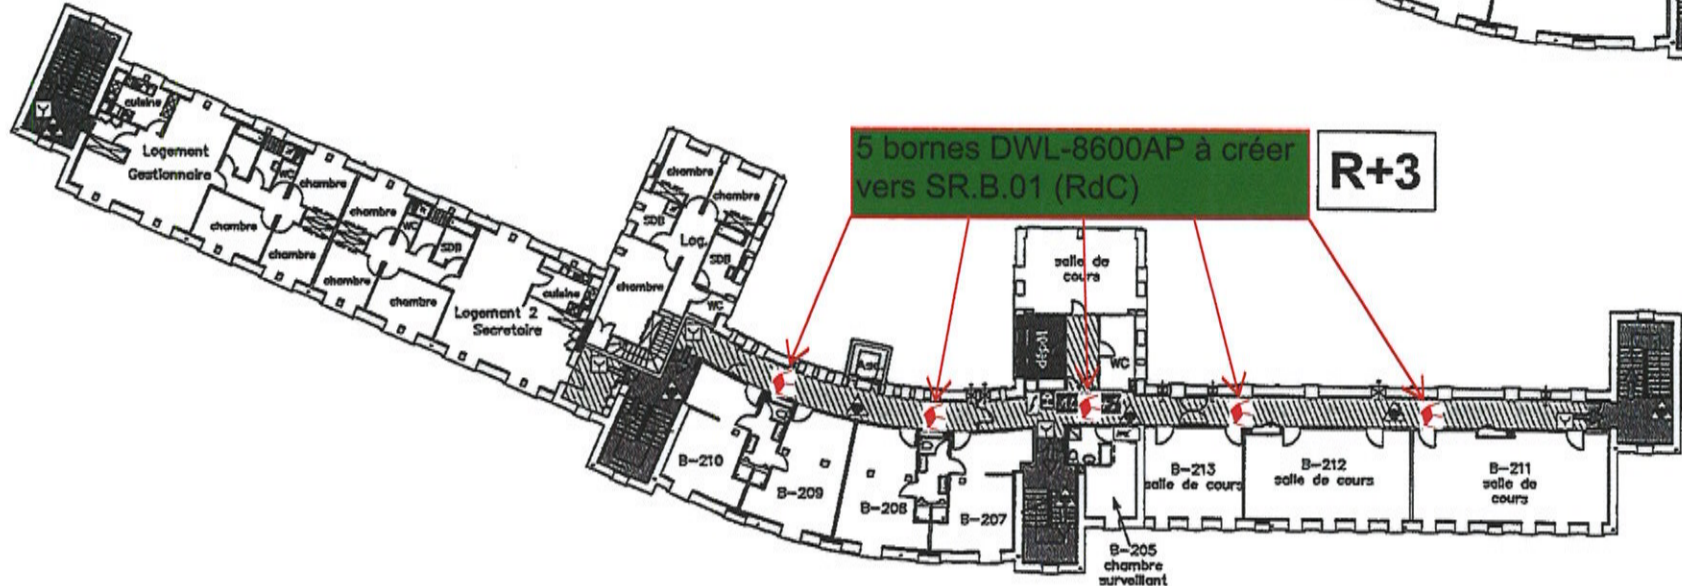 5 bornes DWL-8600AP à créer
vers SR.B.01 (RdC)
R+3
cuisine
Logement
Gestionnaire
WC
chambre
chambre
chambre
WC
SDB
chambre
chambre
chambre
Logement 2
Secretaire
cuisine
chambre
chambre
SDB
Log.
SDB
chambre
WC
Asc
salle de
cours
dépôt
WC
B-210
B-209
B-208
B-207
B-205
chambre
surveillant
B-213
salle de cours
B-212
salle de cours
B-211
salle de
cours